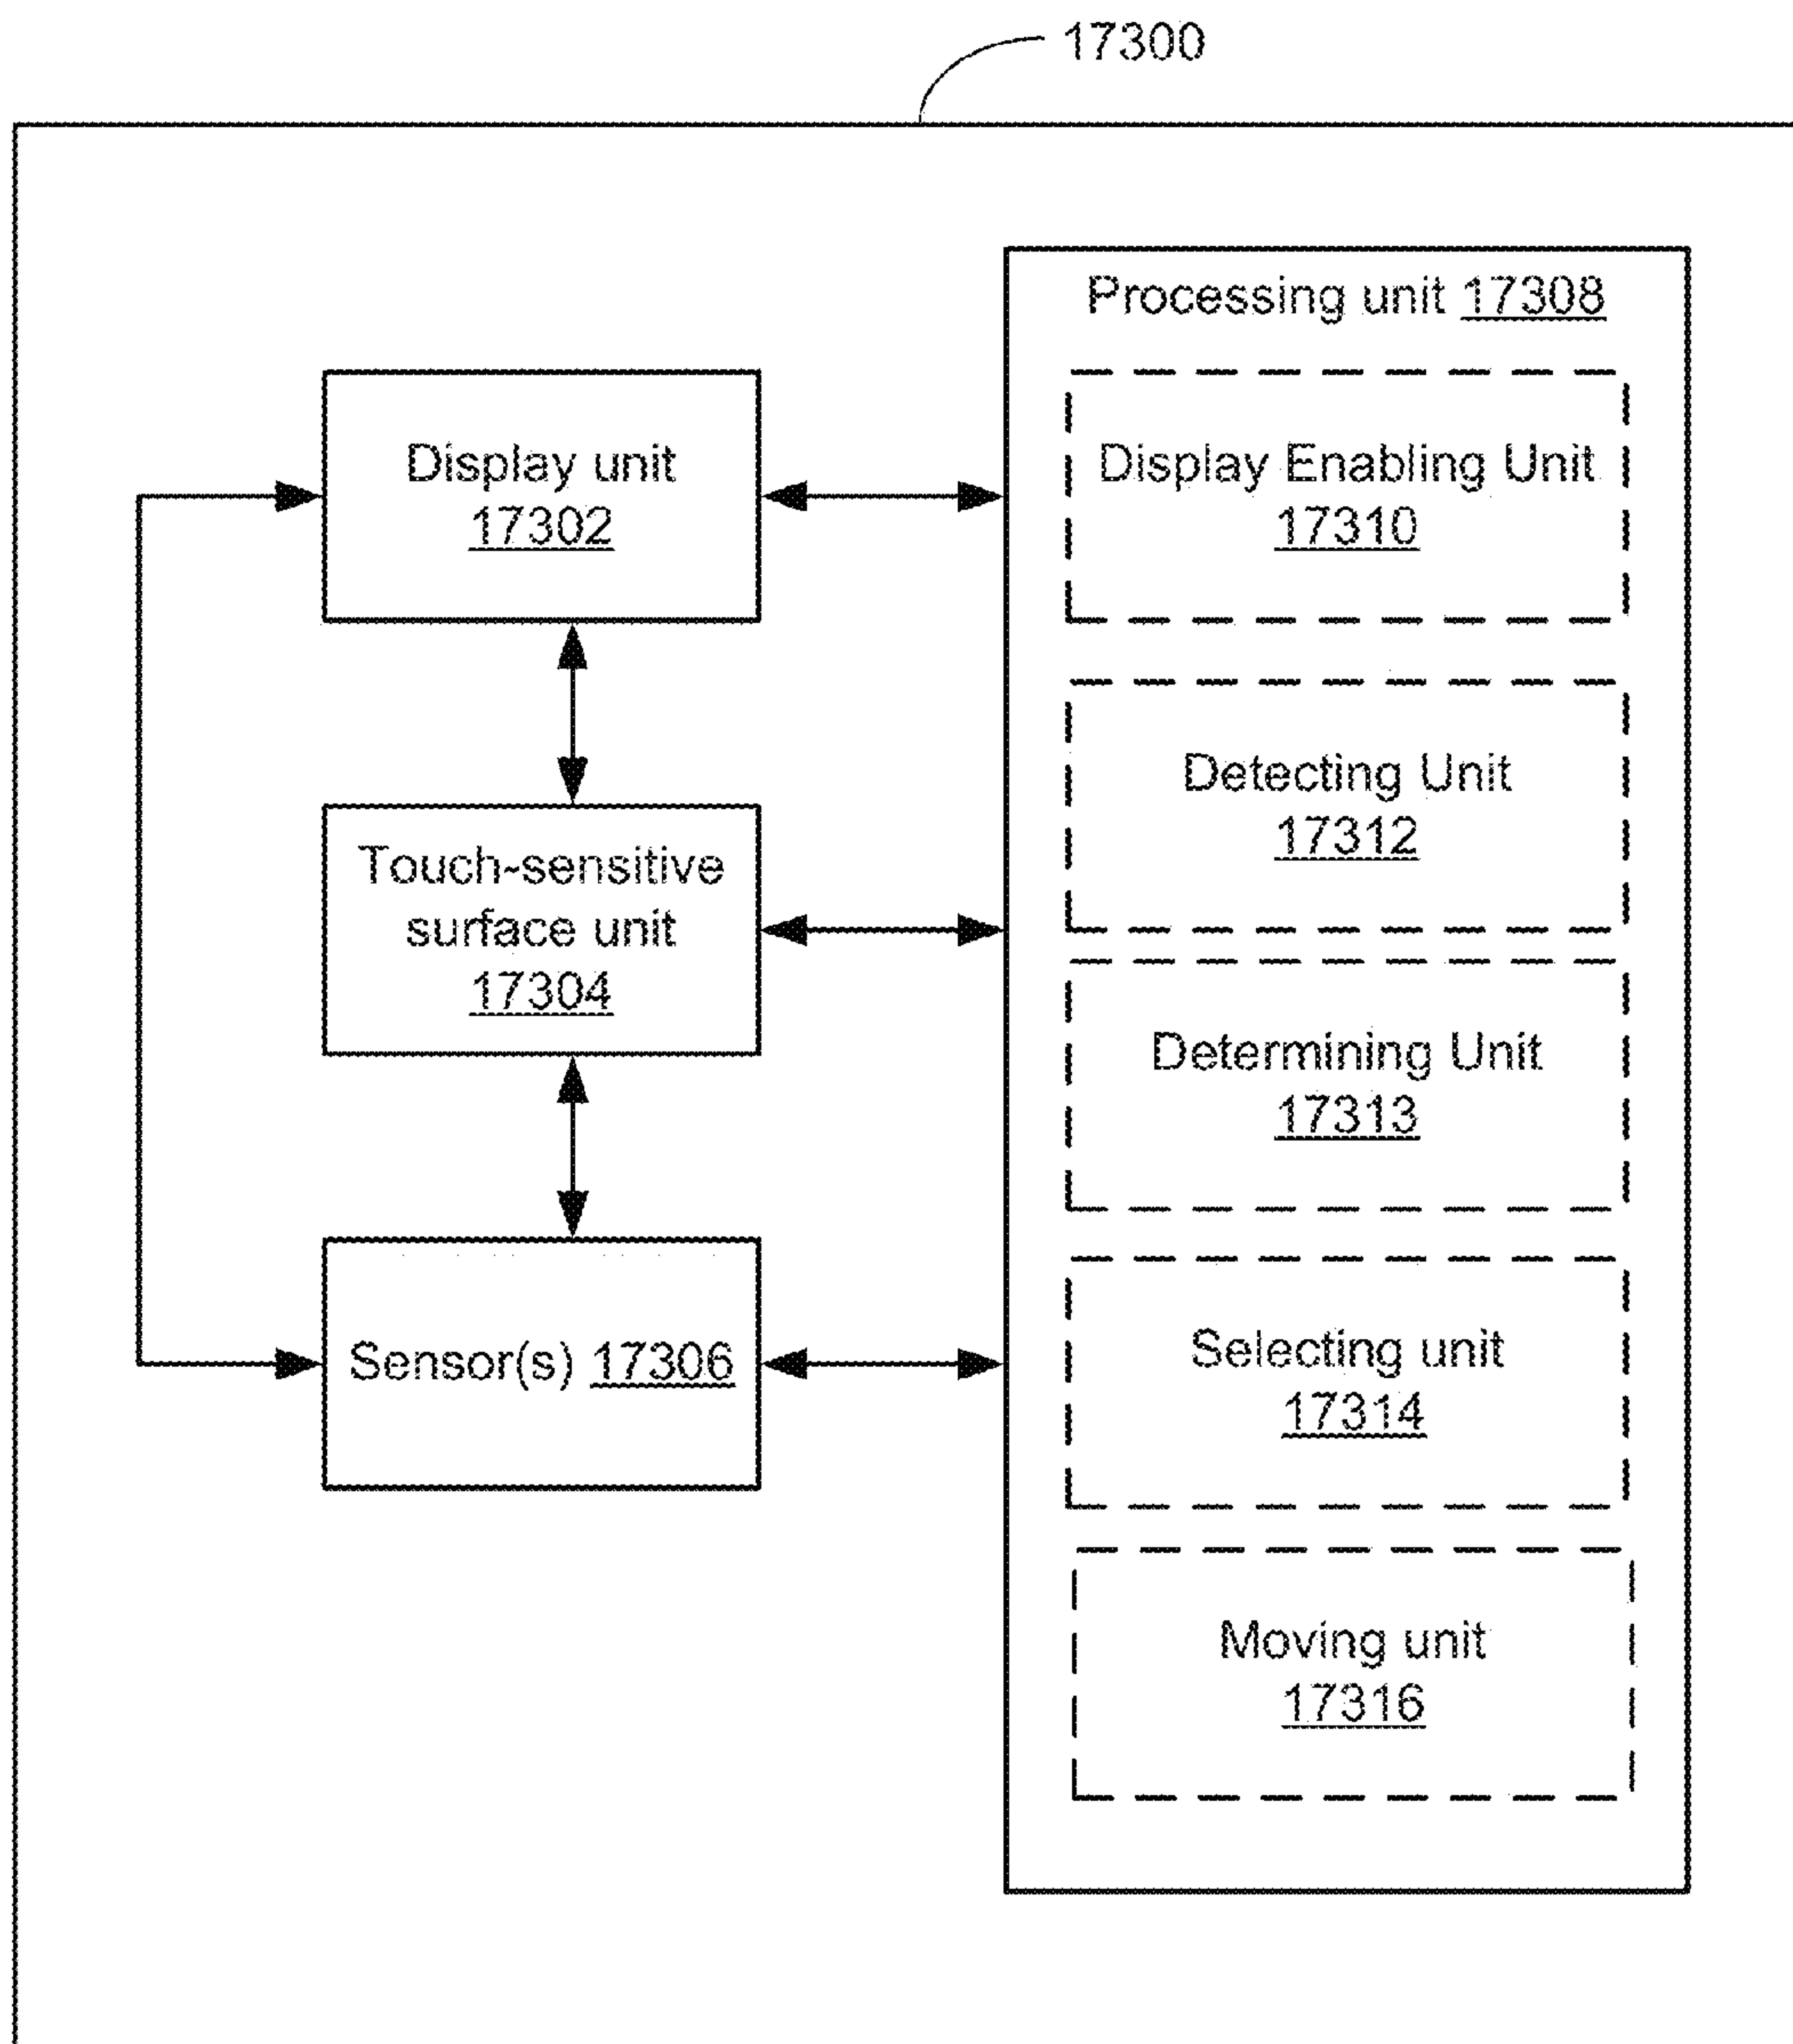 17300
Processing unit 17308
Display unit
17302
Touch-sensitive
surface unit
17304
Sensor(s) 17306
Display Enabling Unit
17310
Detecting Unit
17312
Determining Unit
17313
Selecting unit
17314
Moving unit
17316